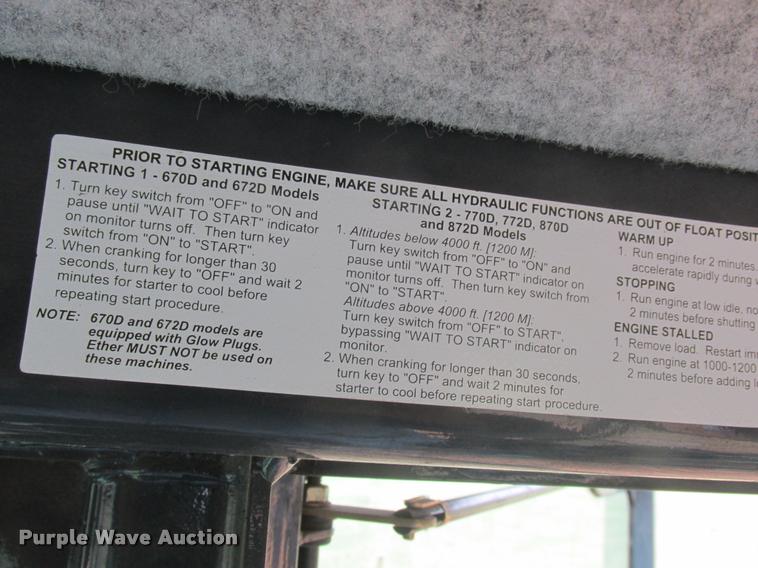 PRIOR TO STARTING ENGINE, MAKE SURE ALL HYDRAULIC FUNCTIONS ARE OUT OF FLOAT
STARTING 1 - 670D and 672D Models
1. Turn key switch from "OFF" to "ON and
pause until "WAIT TO START" indicator
on monitor turns off. Then turn key
switch from "ON" to "START".
2. When cranking for longer than 30
seconds, turn key to "OFF" and wait 2
minutes for starter to cool before
repeating start procedure.
NOTE: 670D and 672D models are
equipped with Glow Plugs.
Ether MUST NOT be used on
these machines.
STARTING 2 - 770D, 772D, 870D
and 872D Models
1. Altitudes below 4000 ft. [1200 M]:
Turn key switch from "OFF" to "ON" and
pause until "WAIT TO START" indicator on
monitor turns off. Then turn key switch from
"ON" to "START".
Altitudes above 4000 ft. [1200 M]:
Turn key switch from "OFF" to "START",
bypassing "WAIT TO START" indicator on
monitor.
2. When cranking for longer than 30 seconds,
turn key to "OFF" and wait 2 minutes for
starter to cool before repeating start procedure.
WARM UP
1. Run engine for 2 minutes.
accelerate rapidly during
STOPPING
1. Run engine at low idle,
2 minutes before shutting
ENGINE STALLED
1. Remove load. Restart
2. Run engine at 1000-1200
2 minutes before adding
Purple Wave Auction